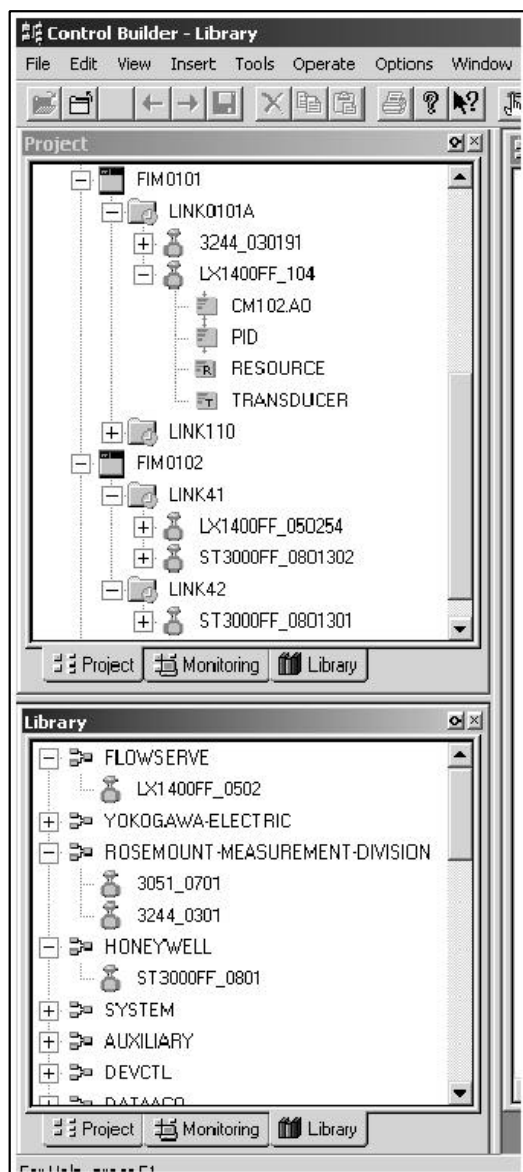 Control Builder - Library
File Edit View Insert Tools Operate Options Window
Project
FIM0101
LINK0101A
3244_030191
LX1400FF_104
CM102.AO
PID
R RESOURCE
T TRANSDUCER
LINK110
FIM0102
LINK41
LX1400FF_050254
ST3000FF_0801302
LINK42
ST3000FF_0801301
Project Monitoring Library
Library
FLOWSERVE
LX1400FF_0502
YOKOGAWA-ELECTRIC
ROSEMOUNT-MEASUREMENT-DIVISION
3051_0701
3244_0301
HONEYWELL
ST3000FF_0801
SYSTEM
AUXILIARY
DEVCTL
Project Monitoring Library